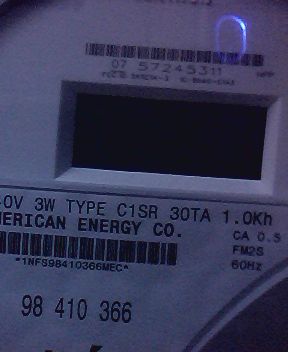 07 57245311
·0V 3W TYPE C1SR 30TA 1.0Kh
MERICAN ENERGY CO.
CA 0.5
FM2S
60Hz
*1NFS98410366MEC*
98 410 366